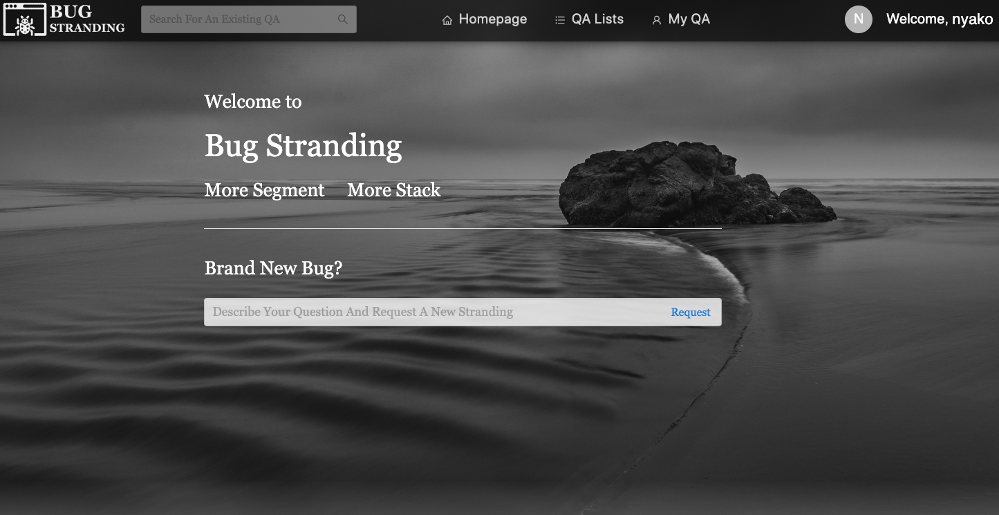 BUG
STRANDING
Search For An Existing QA
Homepage
QA Lists
My QA
N
Welcome, nyako
Welcome to
Bug Stranding
More Segment More Stack
Brand New Bug?
Describe Your Question And Request A New Stranding
Request